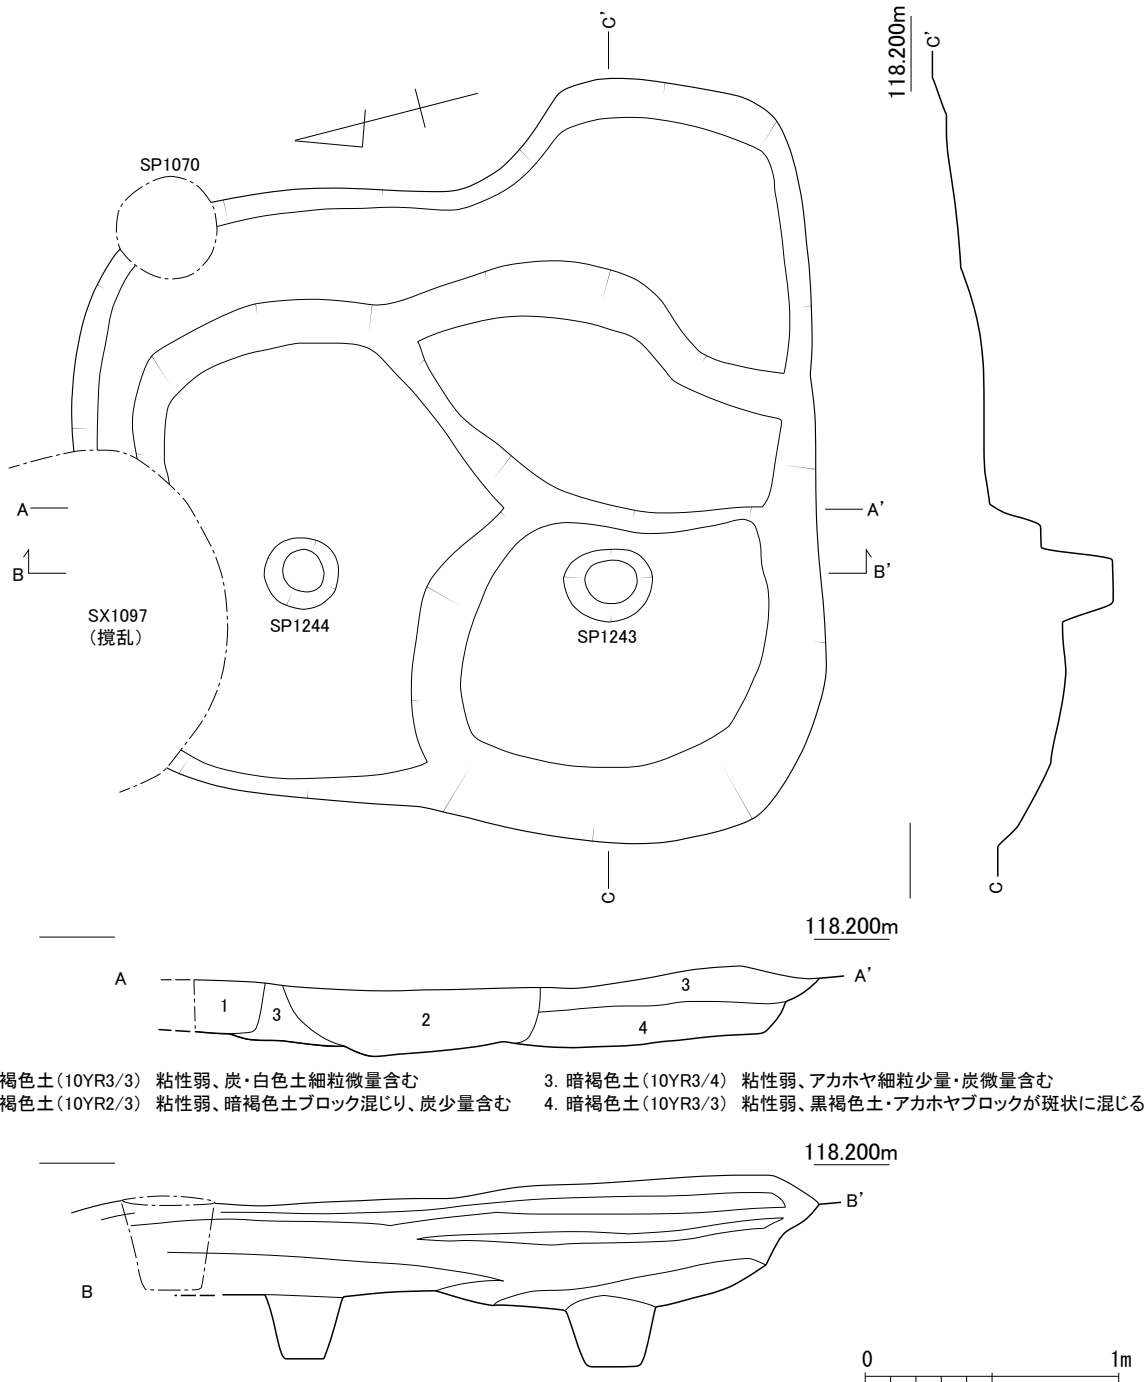 C'
118.200m
C'
SP1070
A
A'
B
B'
SX1097
(撹乱)
SP1244
SP1243
C
C
118.200m
A
A'
1
3
2
3
4
褐色土(10YR3/3) 粘性弱、炭・白色土細粒微量含む
3. 暗褐色土(10YR3/4) 粘性弱、アカホヤ細粒少量・炭微量含む
褐色土(10YR2/3) 粘性弱、暗褐色土ブロック混じり、炭少量含む
4. 暗褐色土(10YR3/3) 粘性弱、黒褐色土・アカホヤブロックが斑状に混じる
118.200m
B'
B
0 1m